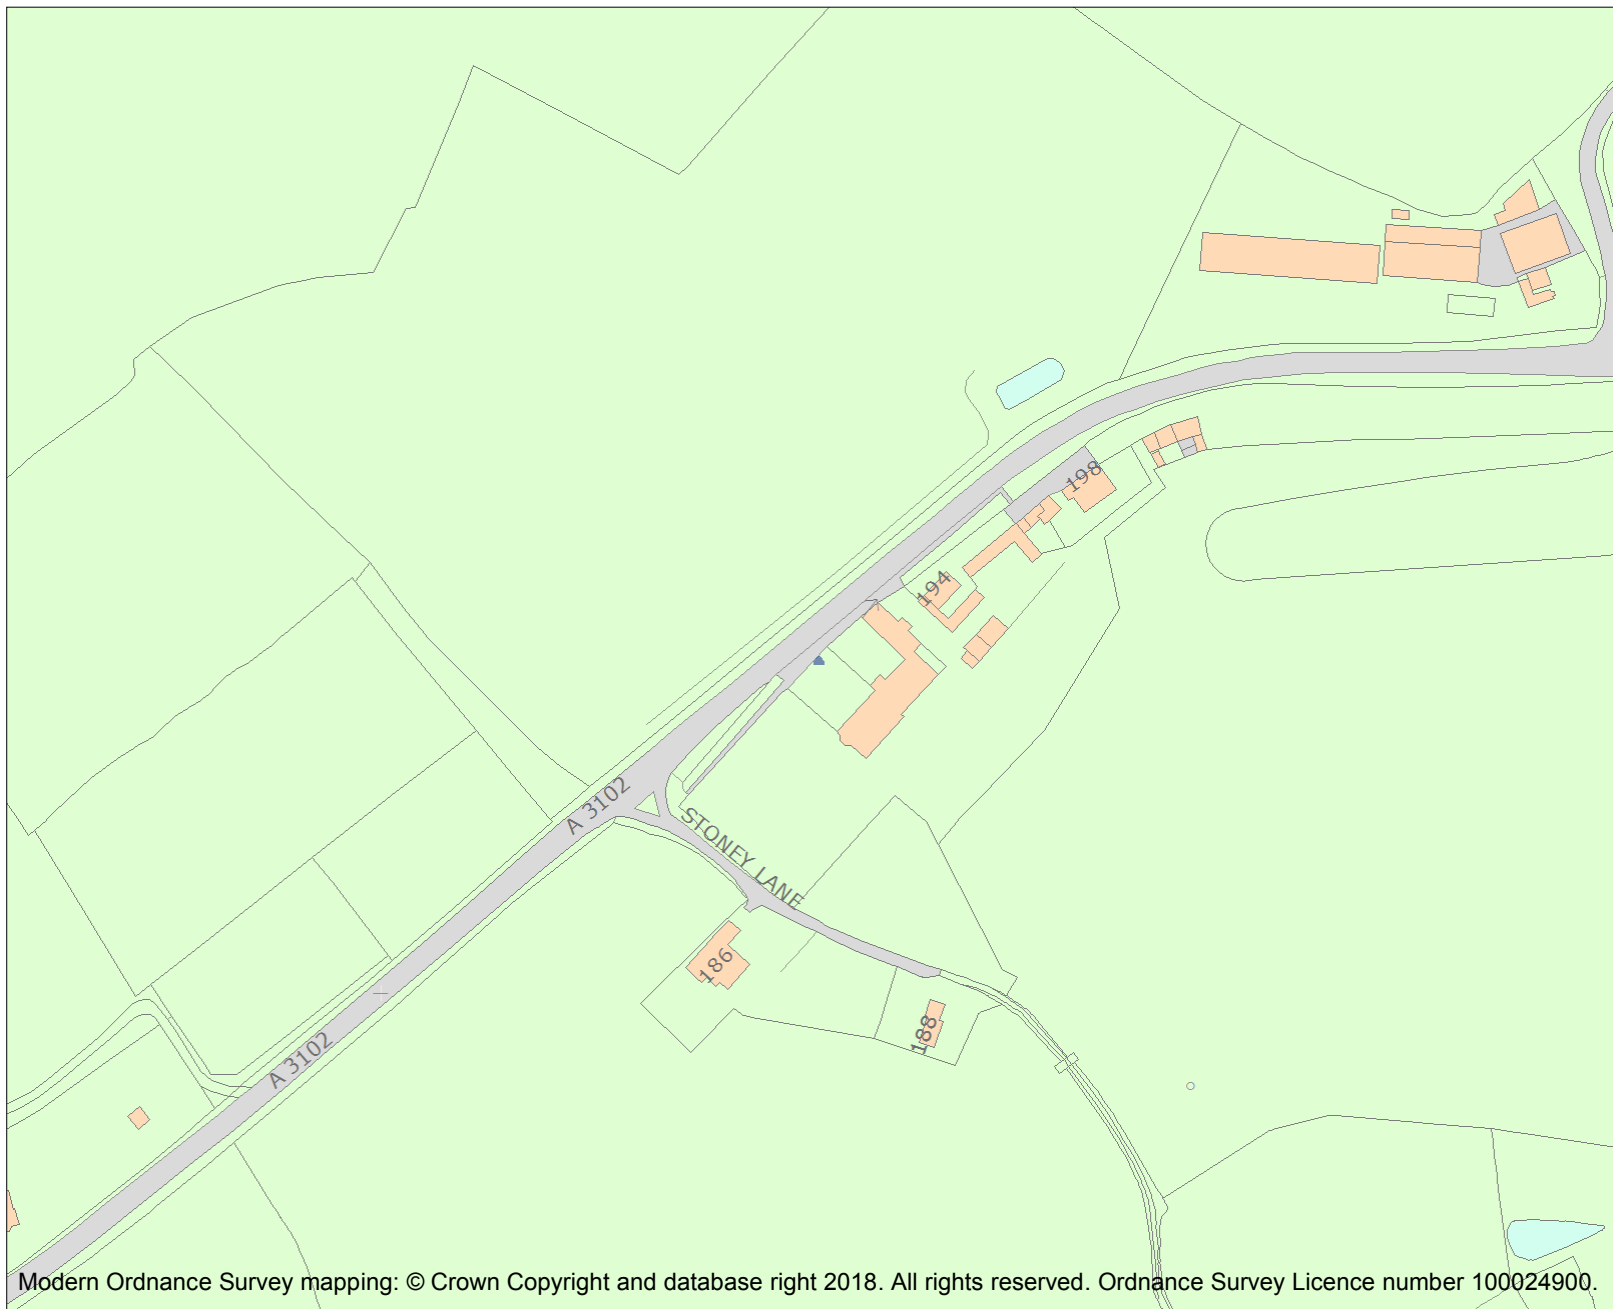 198
194
A 3102
STONEY LANE
186
188
A 3102
Modern Ordnance Survey mapping: © Crown Copyright and database right 2018. All rights reserved. Ordnance Survey Licence number 100024900.